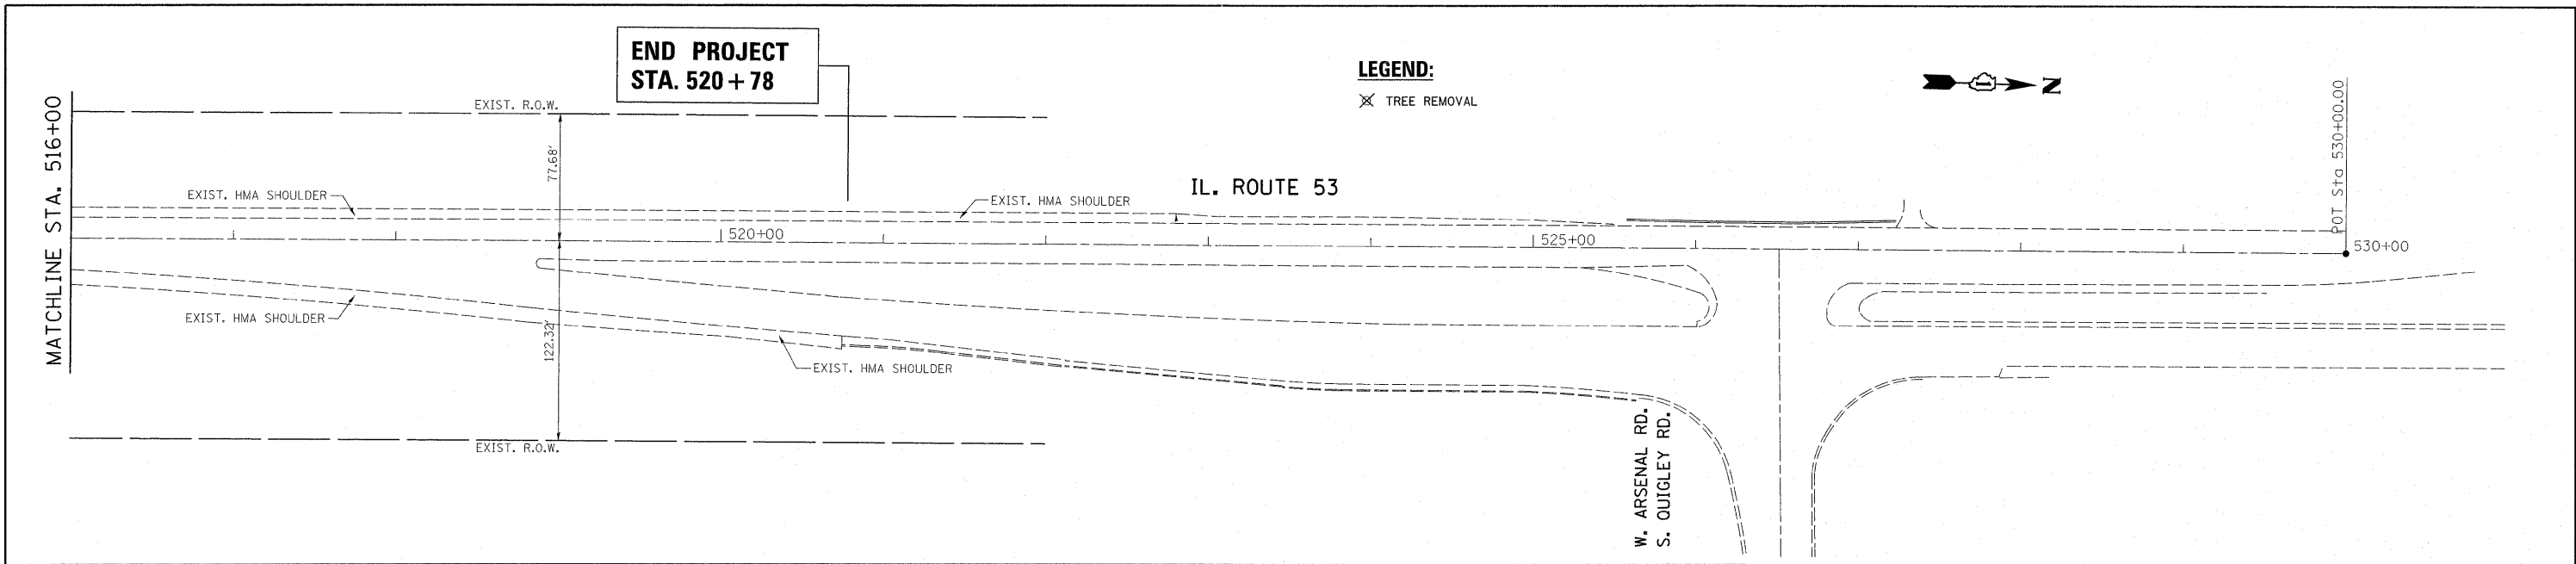 END PROJECT
STA. 520+78
LEGEND:
TREE REMOVAL
N
MATCHLINE STA. 516+00
EXIST. R.O.W.
77.68'
POT Sta 530+00.00
IL. ROUTE 53
EXIST. HMA SHOULDER
EXIST. HMA SHOULDER
520+00
525+00
530+00
EXIST. HMA SHOULDER
122.32'
EXIST. HMA SHOULDER
W. ARSENAL RD.
S. QUIGLEY RD.
EXIST. R.O.W.